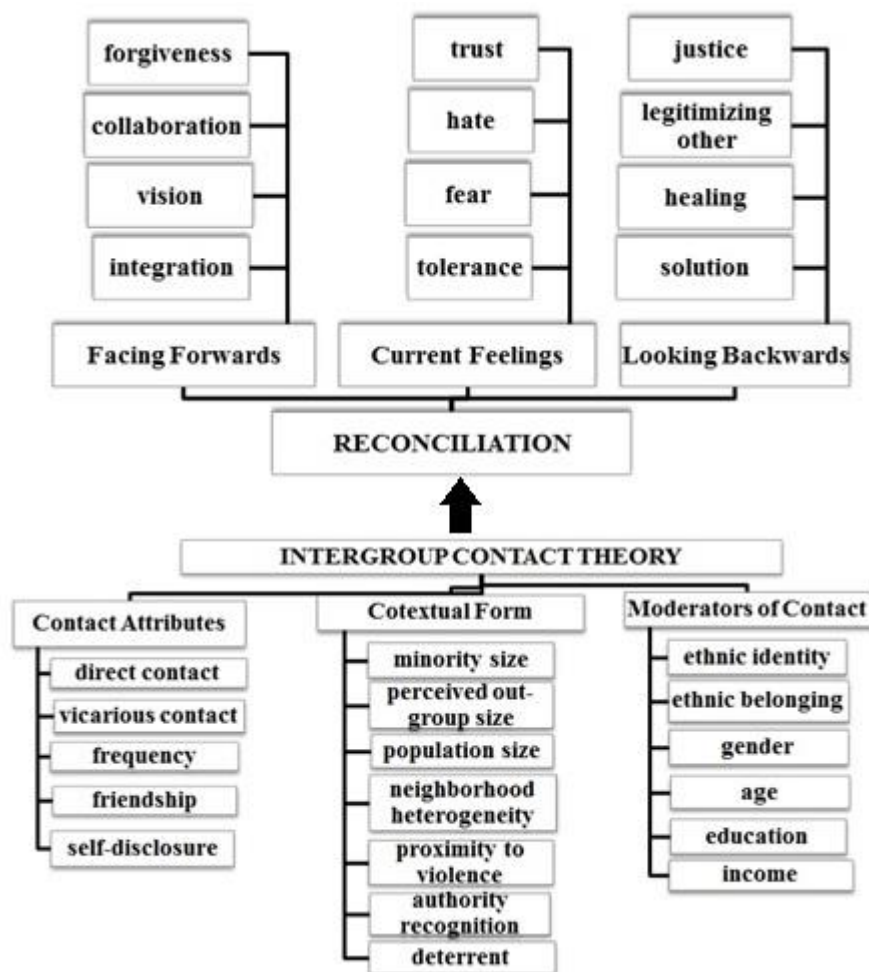 forgiveness
collaboration
vision
integration
Facing Forwards
trust
hate
fear
tolerance
Current Feelings
justice
legitimizing
other
healing
solution
Looking Backwards
RECONCILIATION
INTERGROUP CONTACT THEORY
Contact Attributes
direct contact
vicarious contact
frequency
friendship
self-disclosure
Cotextual Form
minority size
perceived out-
group size
population size
neighborhood
heterogeneity
proximity to
violence
authority
recognition
deterrent
Moderators of Contact
ethnic identity
ethnic belonging
gender
age
education
income